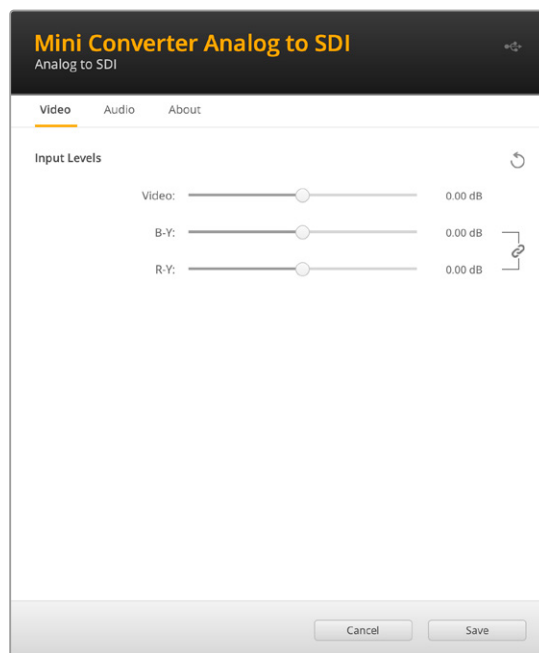 Mini Converter Analog to SDI
Analog to SDI
Video Audio About
Input Levels
Video: 0.00 dB
B-Y: 0.00 dB
R-Y: 0.00 dB
Cancel Save